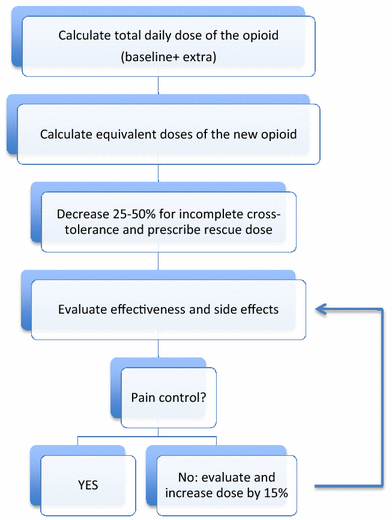 Calculate total daily dose of the opioid
(baseline+ extra)
Calculate equivalent doses of the new opioid
Decrease 25-50% for incomplete cross-
tolerance and prescribe rescue dose
Evaluate effectiveness and side effects
Pain control?
YES
No: evaluate and
increase dose by 15%